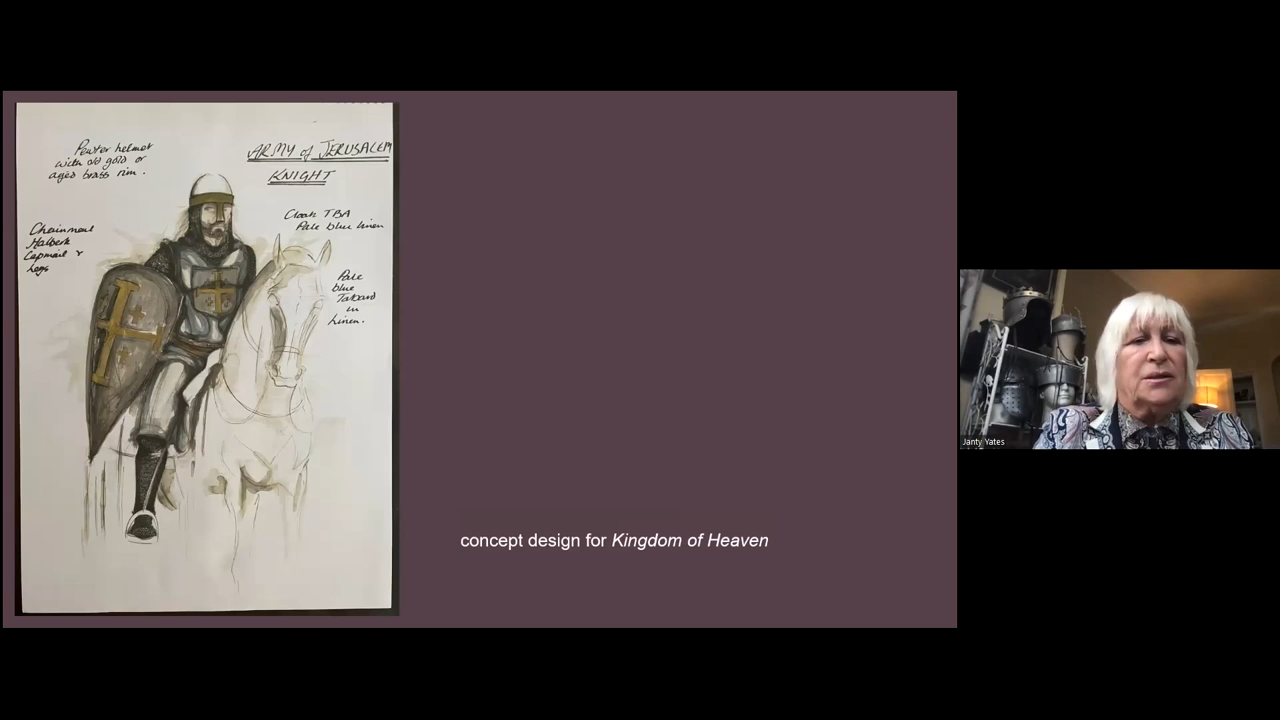 Pewter helmet
with old gold or
aged brass rim.
ARMY of JERUSALEM
KNIGHT
Cloak TBA
Pale blue linen
Chainmail
Halberk
Capmail &
legs
Pale
blue
Tabard
in
Linen.
concept design for Kingdom of Heaven
Janty Yates